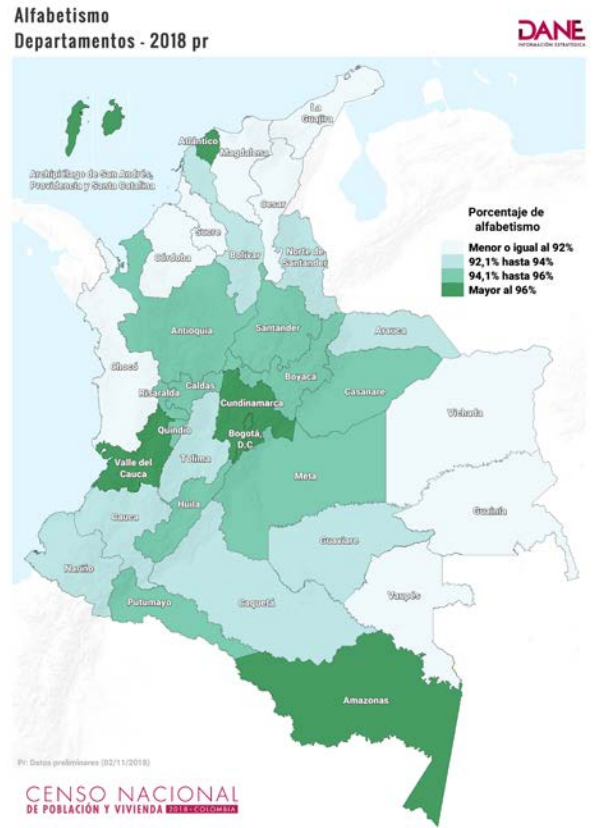 Alfabetismo
Departamentos - 2018 pr
DANE
INFORMACIÓN ESTRATÉGICA
La
Guajira
Atlántico
Magdalena
Archipiélago de San Andrés,
Providencia y Santa Catalina
Cesar
Sucre
Córdoba
Bolívar
Norte de
Santander
Porcentaje de
alfabetismo
Menor o igual al 92%
92,1% hasta 94%
94,1% hasta 96%
Mayor al 96%
Antioquia
Santander
Arauca
Chocó
Risaralda
Caldas
Boyacá
Casanare
Cundinamarca
Vichada
Quindío
Bogotá,
D.C
Tolima
Valle del
Cauca
Meta
Huila
Cauca
Guainía
Guaviare
Nariño
Putumayo
Caquetá
Vaupés
Amazonas
Pr: Datos preliminares (02/11/2018)
CENSO NACIONAL
DE POBLACIÓN Y VIVIENDA 2018-COLOMBIA